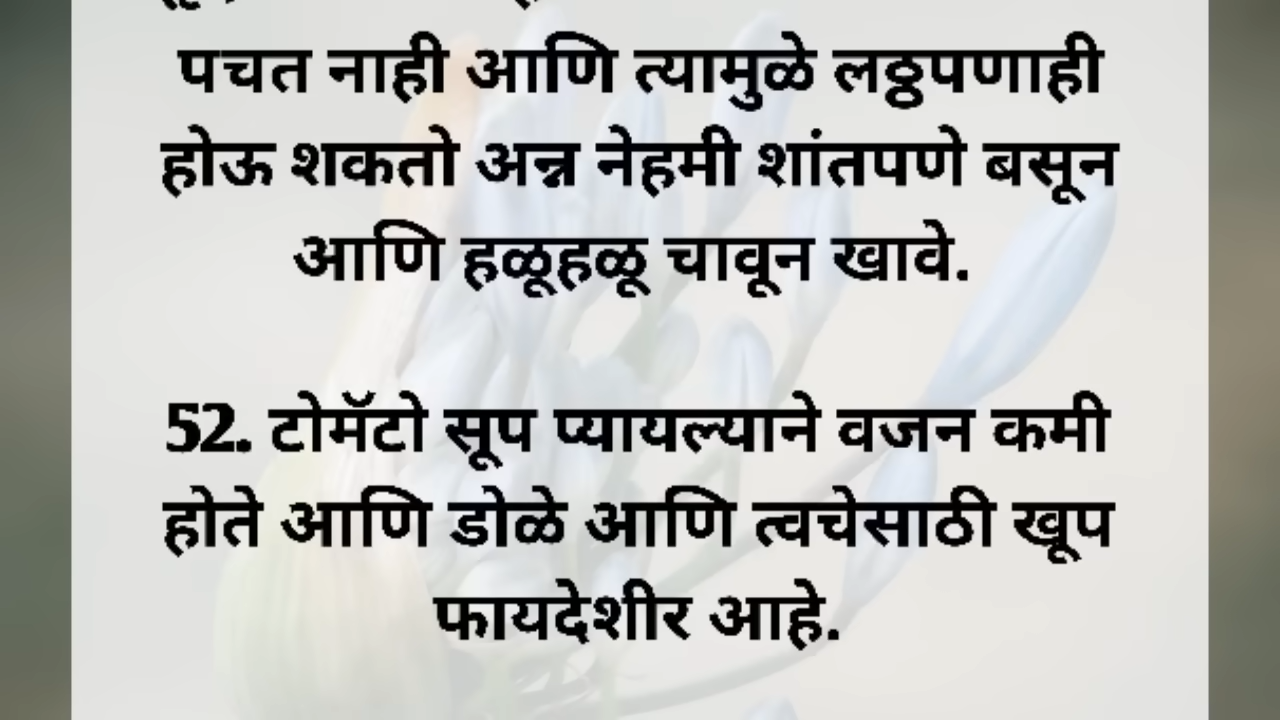 पचत नाही आणि त्यामुळे लठ्ठपणाही
होऊ शकतो अन्न नेहमी शांतपणे बसून
आणि हळूहळू चावून खावे.
52. टोमॅटो सूप प्यायल्याने वजन कमी
होते आणि डोळे आणि त्वचेसाठी खूप
फायदेशीर आहे.